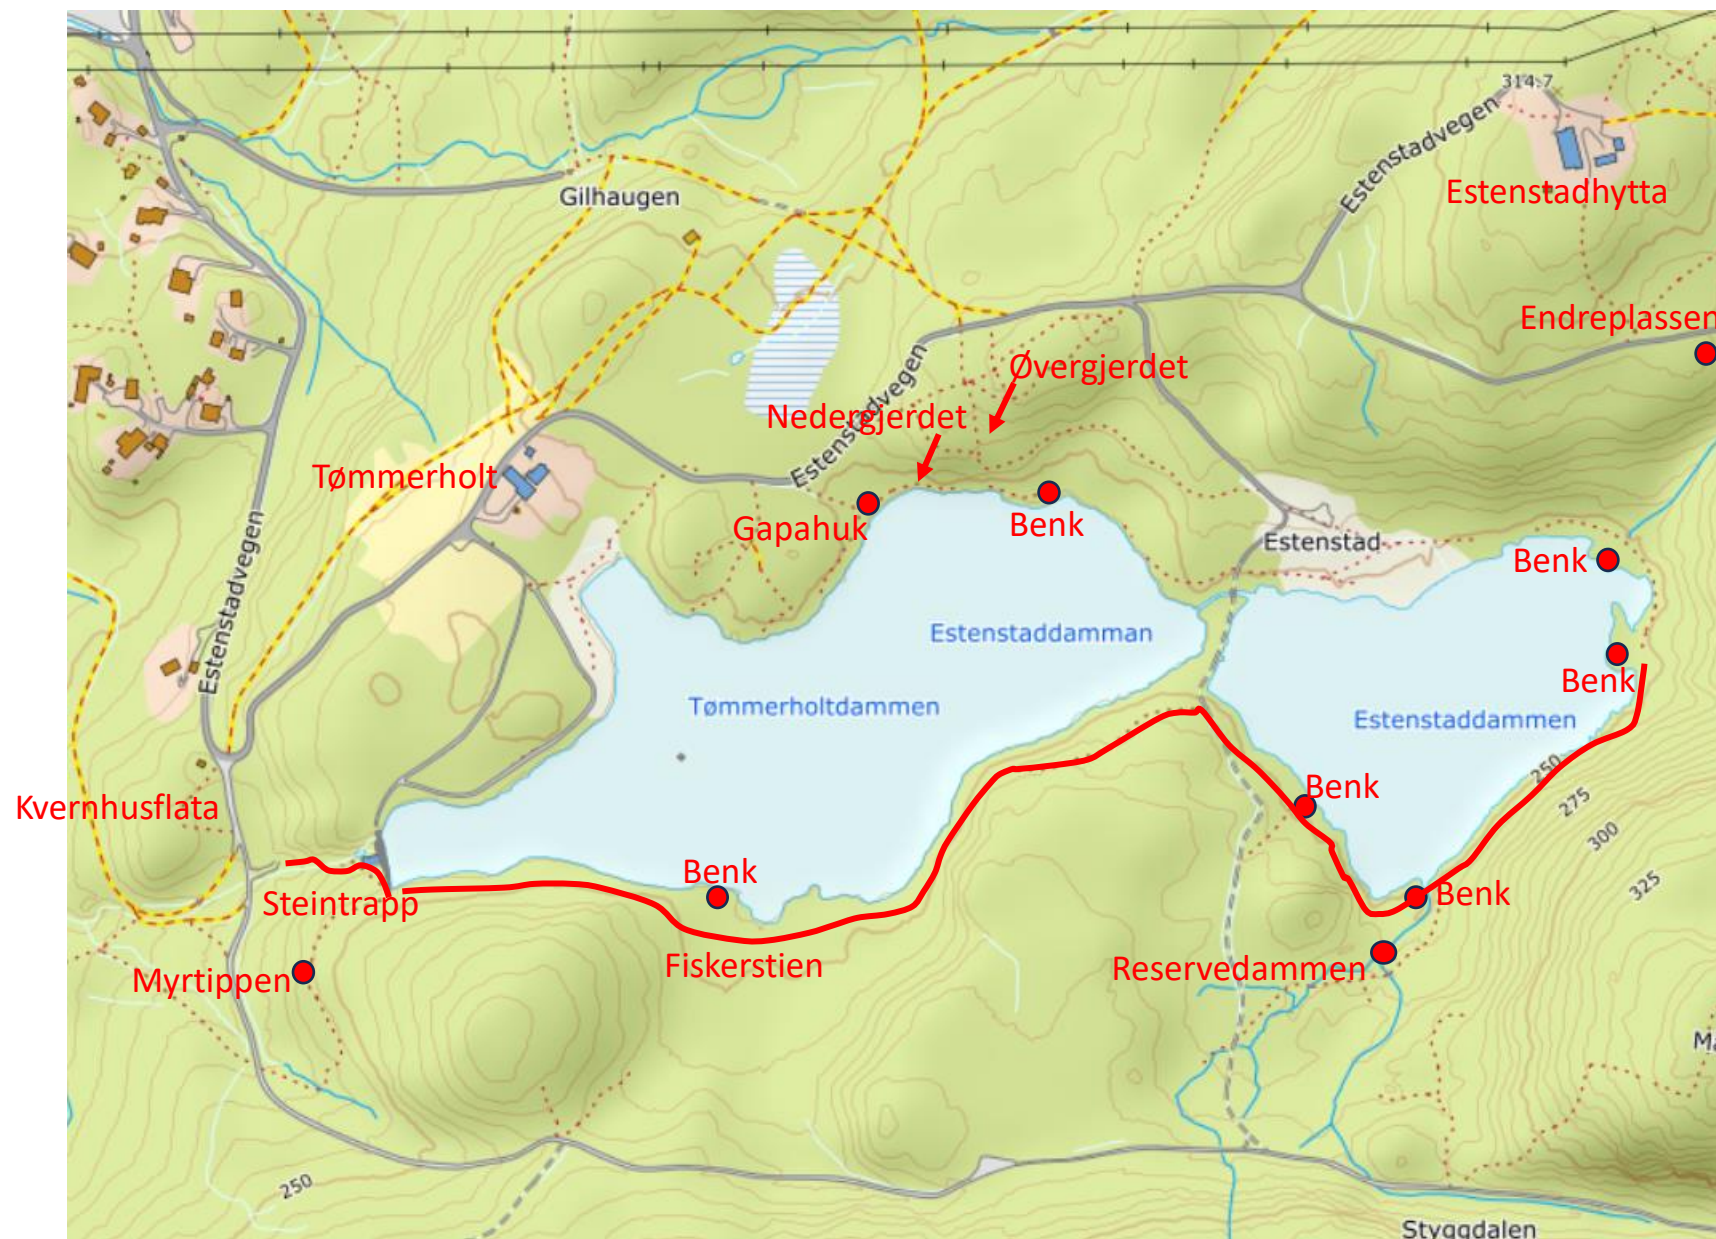 314.7
Estenstadvegen
Gilhaugen
Estenstadhytta
Endreplassen
Øvergjerdet
Nedergjerdet
Estenstadvegen
Tømmerholt
Gapahuk
Benk
Estenstad
Benk
Estenstadvegen
Estenstaddamman
Benk
Tømmerholtdammen
Estenstaddammen
250
Benk
275
Kvernhusflata
300
Benk
325
Benk
Steintrapp
Fiskerstien
Reservedammen
Myrtippen
250
Styggdalen